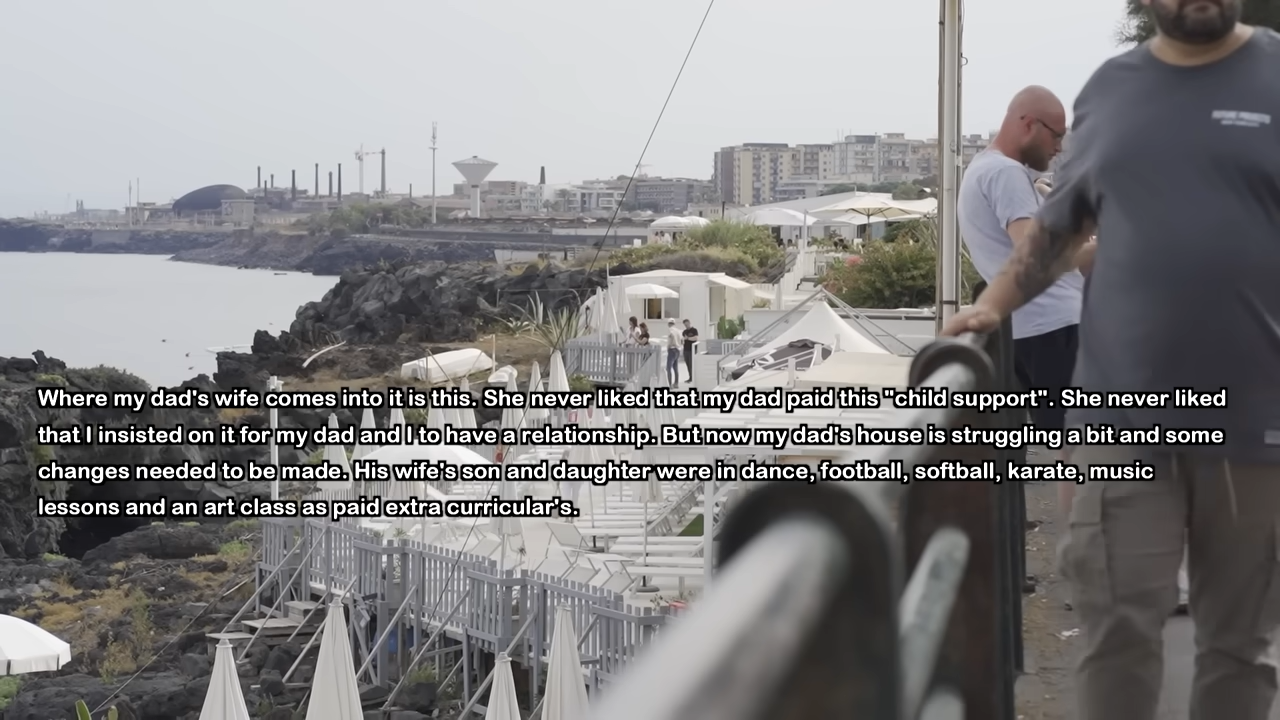 Where my dad's wife comes into it is this. She never liked that my dad paid this "child support". She never liked
that I insisted on it for my dad and I to have a relationship. But now my dad's house is struggling a bit and some
changes needed to be made. His wife's son and daughter were in dance, football, softball, karate, music
lessons and an art class as paid extra curricular's.